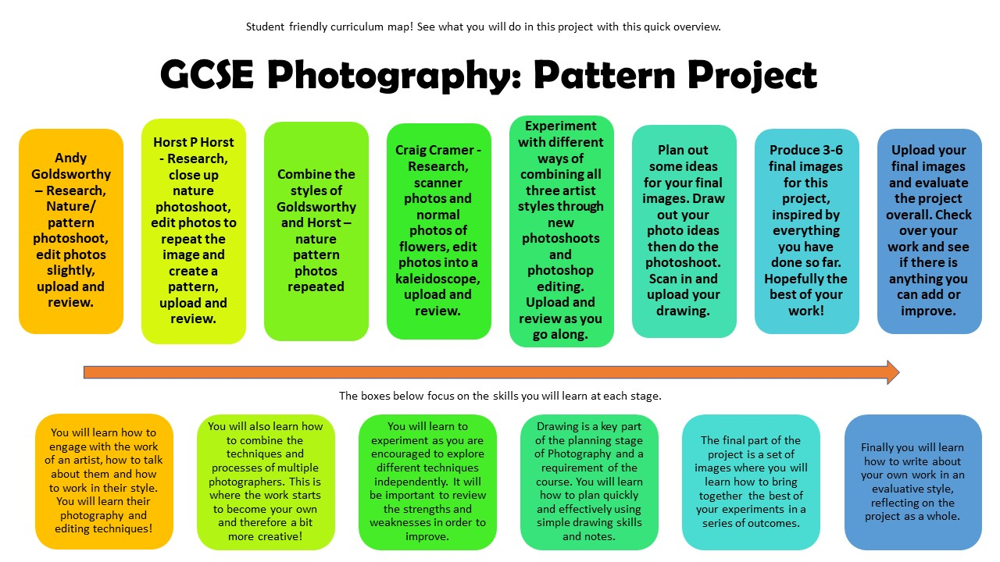 Student friendly curriculum map! See what you will do in this project with this quick overview.
GCSE Photography: Pattern Project
Andy
Goldsworthy
– Research,
Nature/
pattern
photoshoot,
edit photos
slightly,
upload and
review.
Horst P Horst
- Research,
close up
nature
photoshoot,
edit photos to
repeat the
image and
create a
pattern,
upload and
review.
Combine the
styles of
Goldsworthy
and Horst –
nature
pattern
photos
repeated
Craig Cramer -
Research,
scanner
photos and
normal
photos of
flowers, edit
photos into a
kaleidoscope,
upload and
review.
Experiment
with different
ways of
combining all
three artist
styles through
new
photoshoots
and
photoshop
editing.
Upload and
review as you
go along.
Plan out
some ideas
for your final
images. Draw
out your
photo ideas
then do the
photoshoot.
Scan in and
upload your
drawing.
Produce 3-6
final images
for this
project,
inspired by
everything
you have
done so far.
Hopefully the
best of your
work!
Upload your
final images
and evaluate
the project
overall. Check
over your
work and see
if there is
anything you
can add or
improve.
The boxes below focus on the skills you will learn at each stage.
You will learn how to
engage with the work
of an artist, how to talk
about them and how
to work in their style.
You will learn their
photography and
editing techniques!
You will also learn how
to combine the
techniques and
processes of multiple
photographers. This is
where the work starts
to become your own
and therefore a bit
more creative!
You will learn to
experiment as you are
encouraged to explore
different techniques
independently. It will
be important to review
the strengths and
weaknesses in order to
improve.
Drawing is a key part
of the planning stage
of Photography and a
requirement of the
course. You will learn
how to plan quickly
and effectively using
simple drawing skills
and notes.
The final part of the
project is a set of
images where you will
learn how to bring
together the best of
your experiments in a
series of outcomes.
Finally you will learn
how to write about
your own work in an
evaluative style,
reflecting on the
project as a whole.